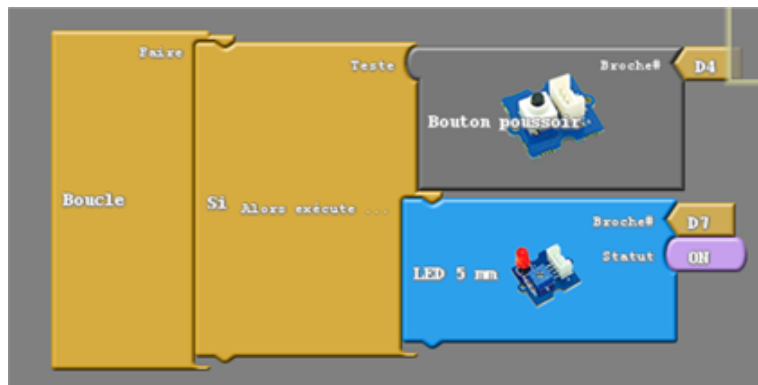 Faire
Teste
Broche# D4
Bouton poussoir
Boucle
Si
Alors exécute ...
Broche# D7
Statut ON
LED 5 mm